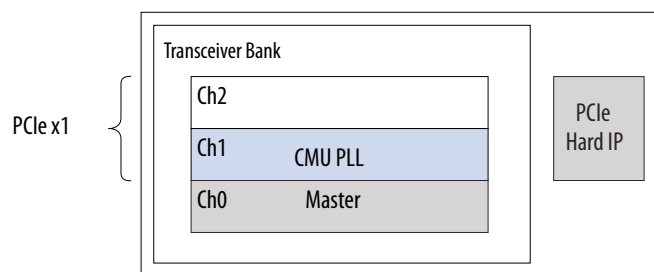 Transceiver Bank
PCIe x1
Ch2
Ch1 CMU PLL
Ch0 Master
PCIe
Hard IP